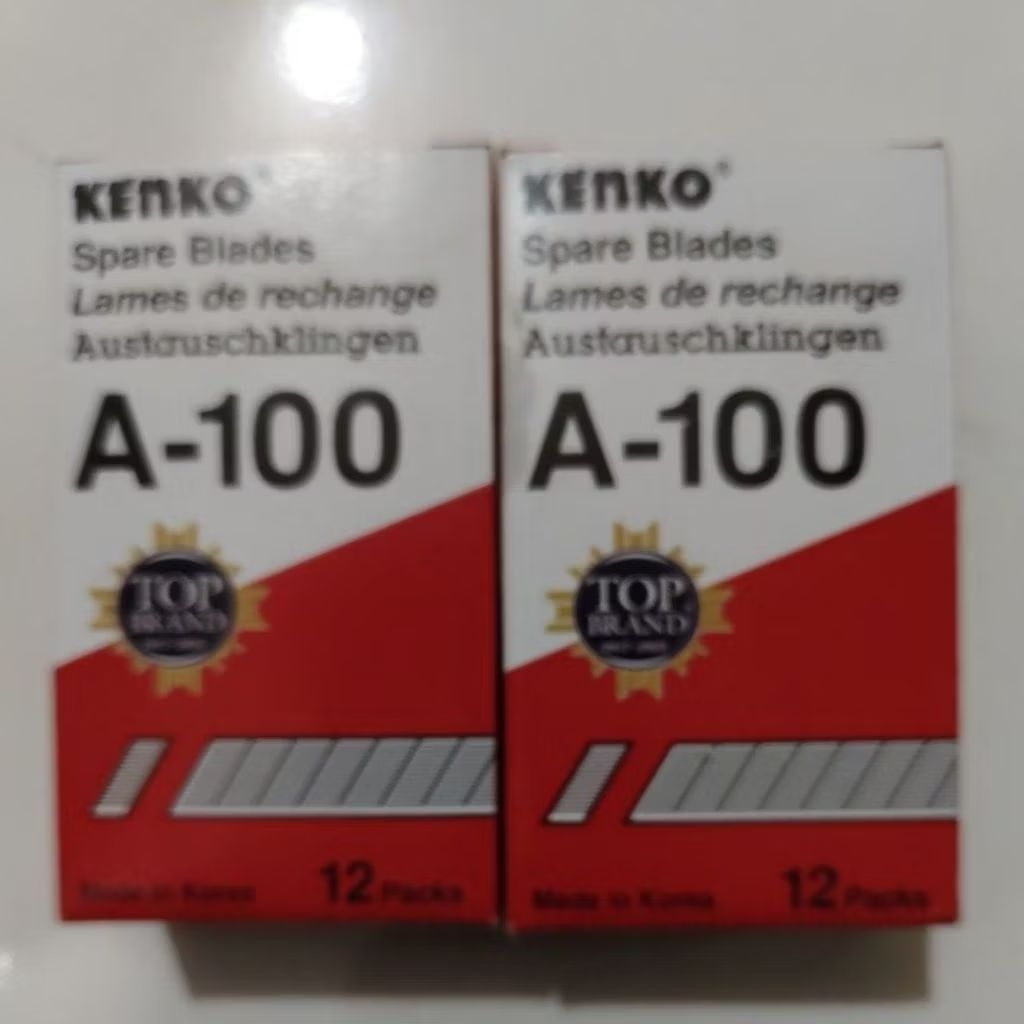 KENKO®
Spare Blades
Lames de rechange
Austauschklingen
A-100
TOP
BRAND
Made in Korea
12 Packs
KENKO®
Spare Blades
Lames de rechange
Austauschklingen
A-100
TOP
BRAND
Made in Korea
12 Packs